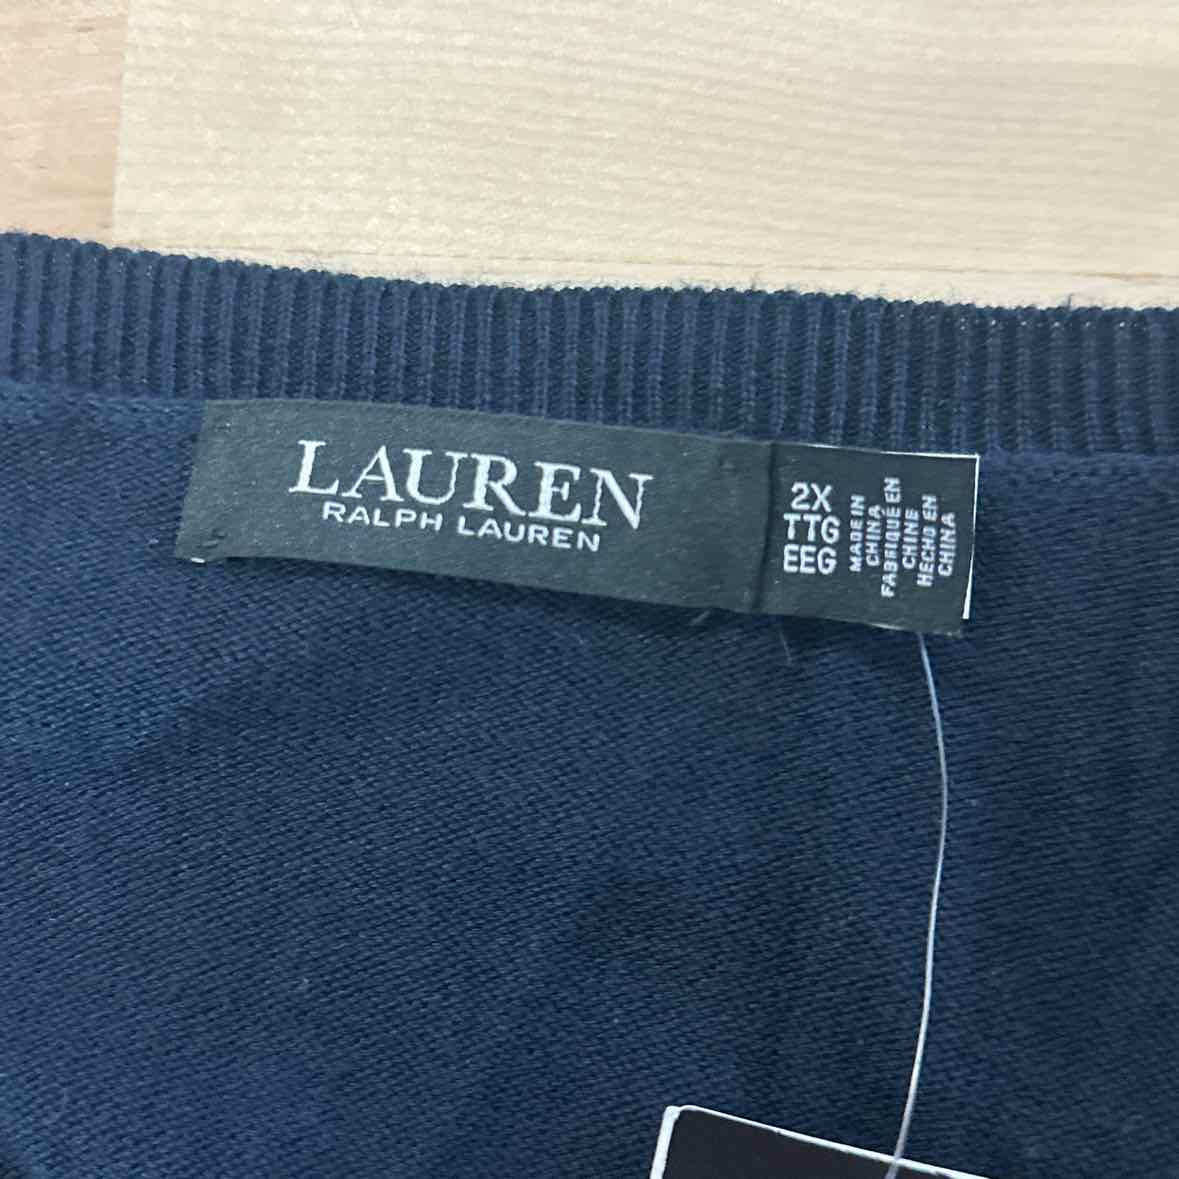 LAUREN
RALPH LAUREN
2X
TTG
EEG
MADE IN
CHINA
FABRIQUÉ EN
CHINE
HECHO EN
CHINA